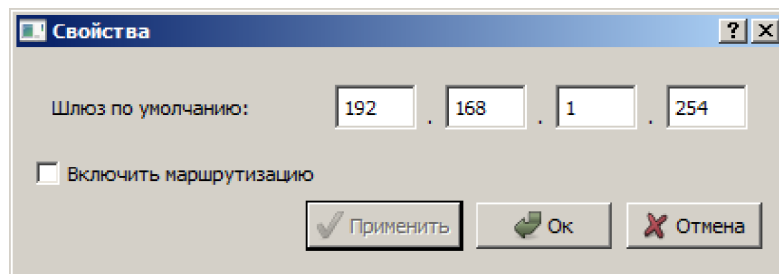 Свойства
Шлюз по умолчанию: 192 . 168 . 1 . 254
Включить маршрутизацию
Применить Ок Отмена